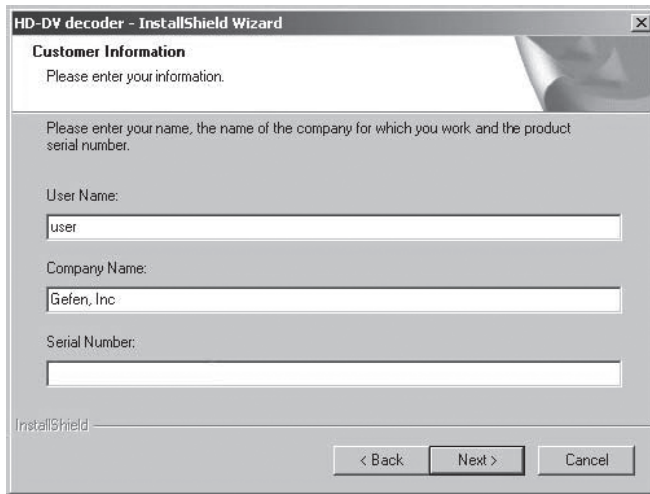 HD-DV decoder - InstallShield Wizard
Customer Information
Please enter your information.
Please enter your name, the name of the company for which you work and the product
serial number.
User Name:
user
Company Name:
Gefen, Inc
Serial Number:
InstallShield
< Back
Next >
Cancel